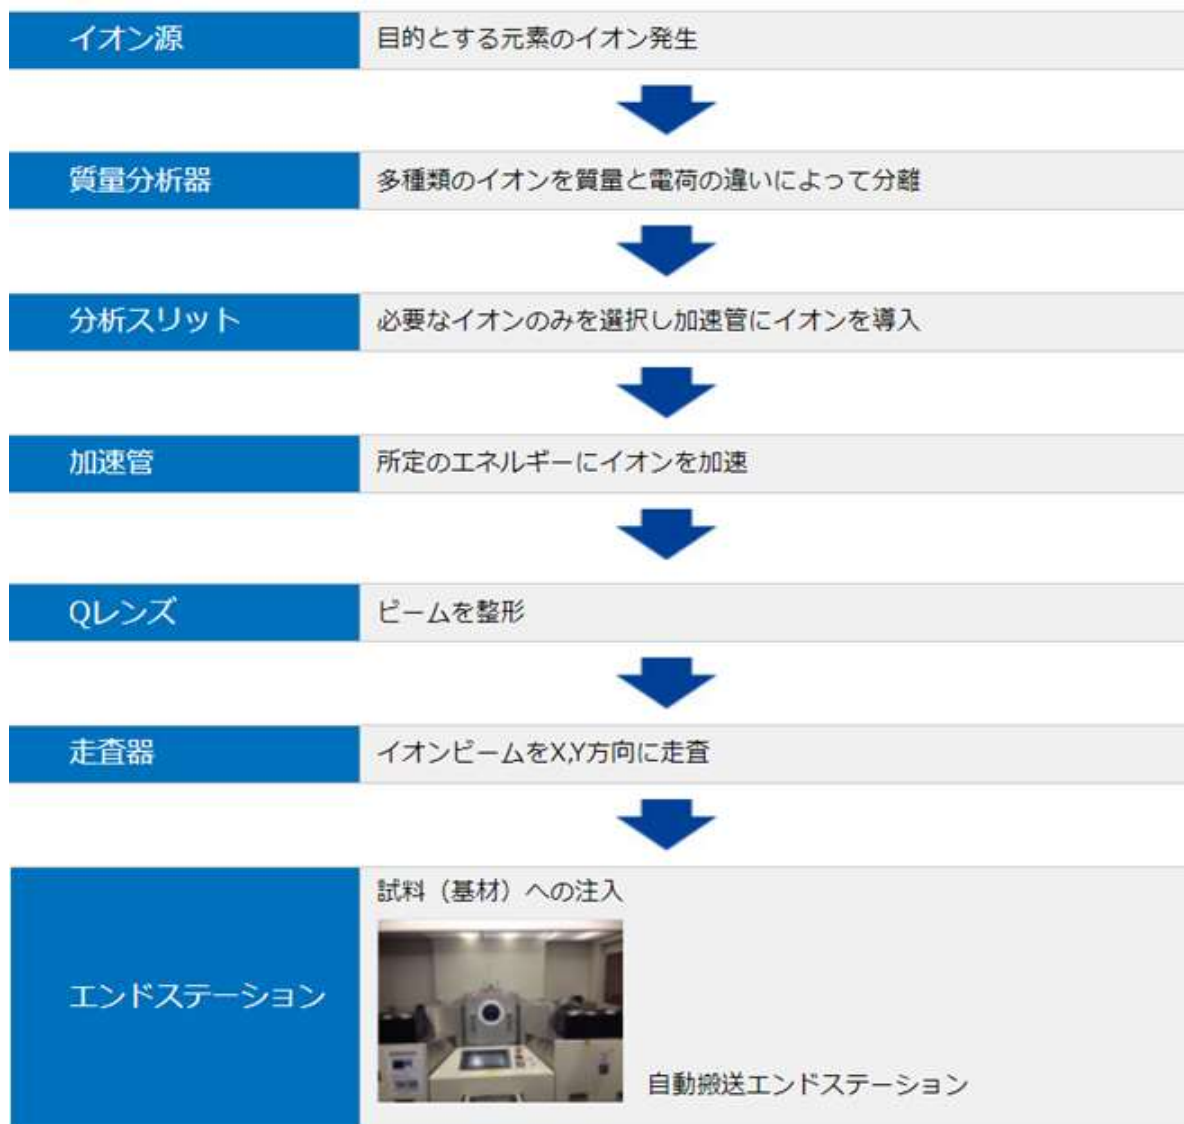 イオン源
目的とする元素のイオン発生
質量分析器
多種類のイオンを質量と電荷の違いによって分離
分析スリット
必要なイオンのみを選択し加速管にイオンを導入
加速管
所定のエネルギーにイオンを加速
Qレンズ
ビームを整形
走査器
イオンビームをX,Y方向に走査
エンドステーション
試料（基材）への注入
自動搬送エンドステーション